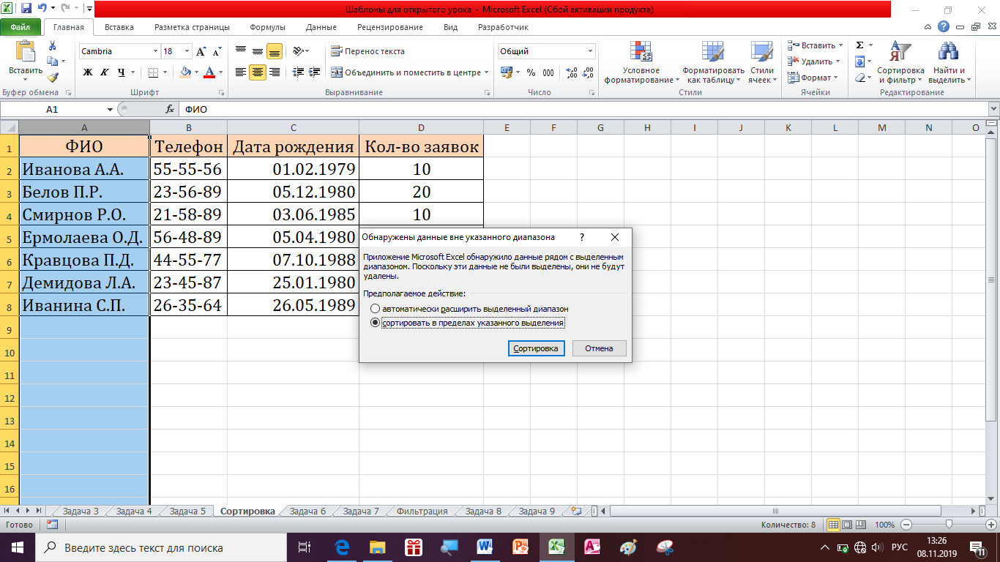 Шаблоны для открытого урока - Microsoft Excel (Сбой активации продукта)
Файл Главная Вставка Разметка страницы Формулы Данные Рецензирование Вид Разработчик
Вставить
Буфер обмена
Cambria 18
Ж К Ч
Шрифт
Перенос текста
Объединить и поместить в центре
Выравнивание
Общий
% 000 ,0 ,00 ,00 ,0
Число
Условное форматирование
Форматировать как таблицу
Стили ячеек
Стили
Вставить
Удалить
Формат
Ячейки
Σ
Сортировка и фильтр
Найти и выделить
Редактирование
A1 fx ФИО
A B C D E F G H I J K L M N O
1 ФИО Телефон Дата рождения Кол-во заявок
2 Иванова А.А. 55-55-56 01.02.1979 10
3 Белов П.Р. 23-56-89 05.12.1980 20
4 Смирнов Р.О. 21-58-89 03.06.1985 10
5 Ермолаева О.Д. 56-48-89 05.04.1980
6 Кравцова П.Д. 44-55-77 07.10.1988
7 Демидова Л.А. 23-45-87 25.01.1980
8 Иванина С.П. 26-35-64 26.05.1989
9
10
11
12
13
14
15
16
Обнаружены данные вне указанного диапазона ?
Приложение Microsoft Excel обнаружило данные рядом с выделенным
диапазоном. Поскольку эти данные не были выделены, они не будут
удалены.
Предполагаемое действие:
автоматически расширить выделенный диапазон
сортировать в пределах указанного выделения
Сортировка Отмена
Задача 3 Задача 4 Задача 5 Сортировка Задача 6 Задача 7 Фильтрация Задача 8 Задача 9
Готово Количество: 8 100%
Введите здесь текст для поиска
РУС
13:26
08.11.2019
11